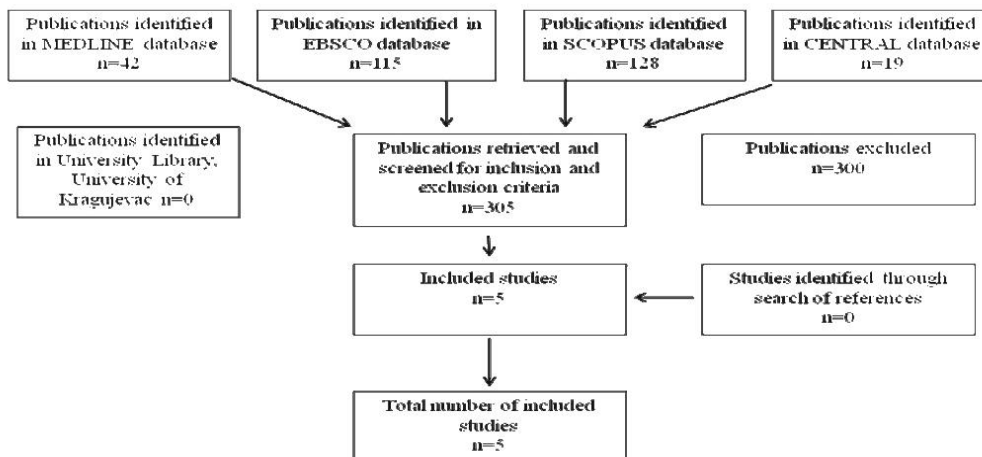 Publications identified
in MEDLINE database
n=42
Publications identified in
EBSCO database
n=115
Publications identified
in SCOPUS database
n=128
Publications identified
in CENTRAL database
n=19
Publications identified
in University Library,
University of
Kragujevac n=0
Publications retrieved and
screened for inclusion and
exclusion criteria
n=305
Publications excluded
n=300
Included studies
n=5
Studies identified through
search of references
n=0
Total number of included
studies
n=5